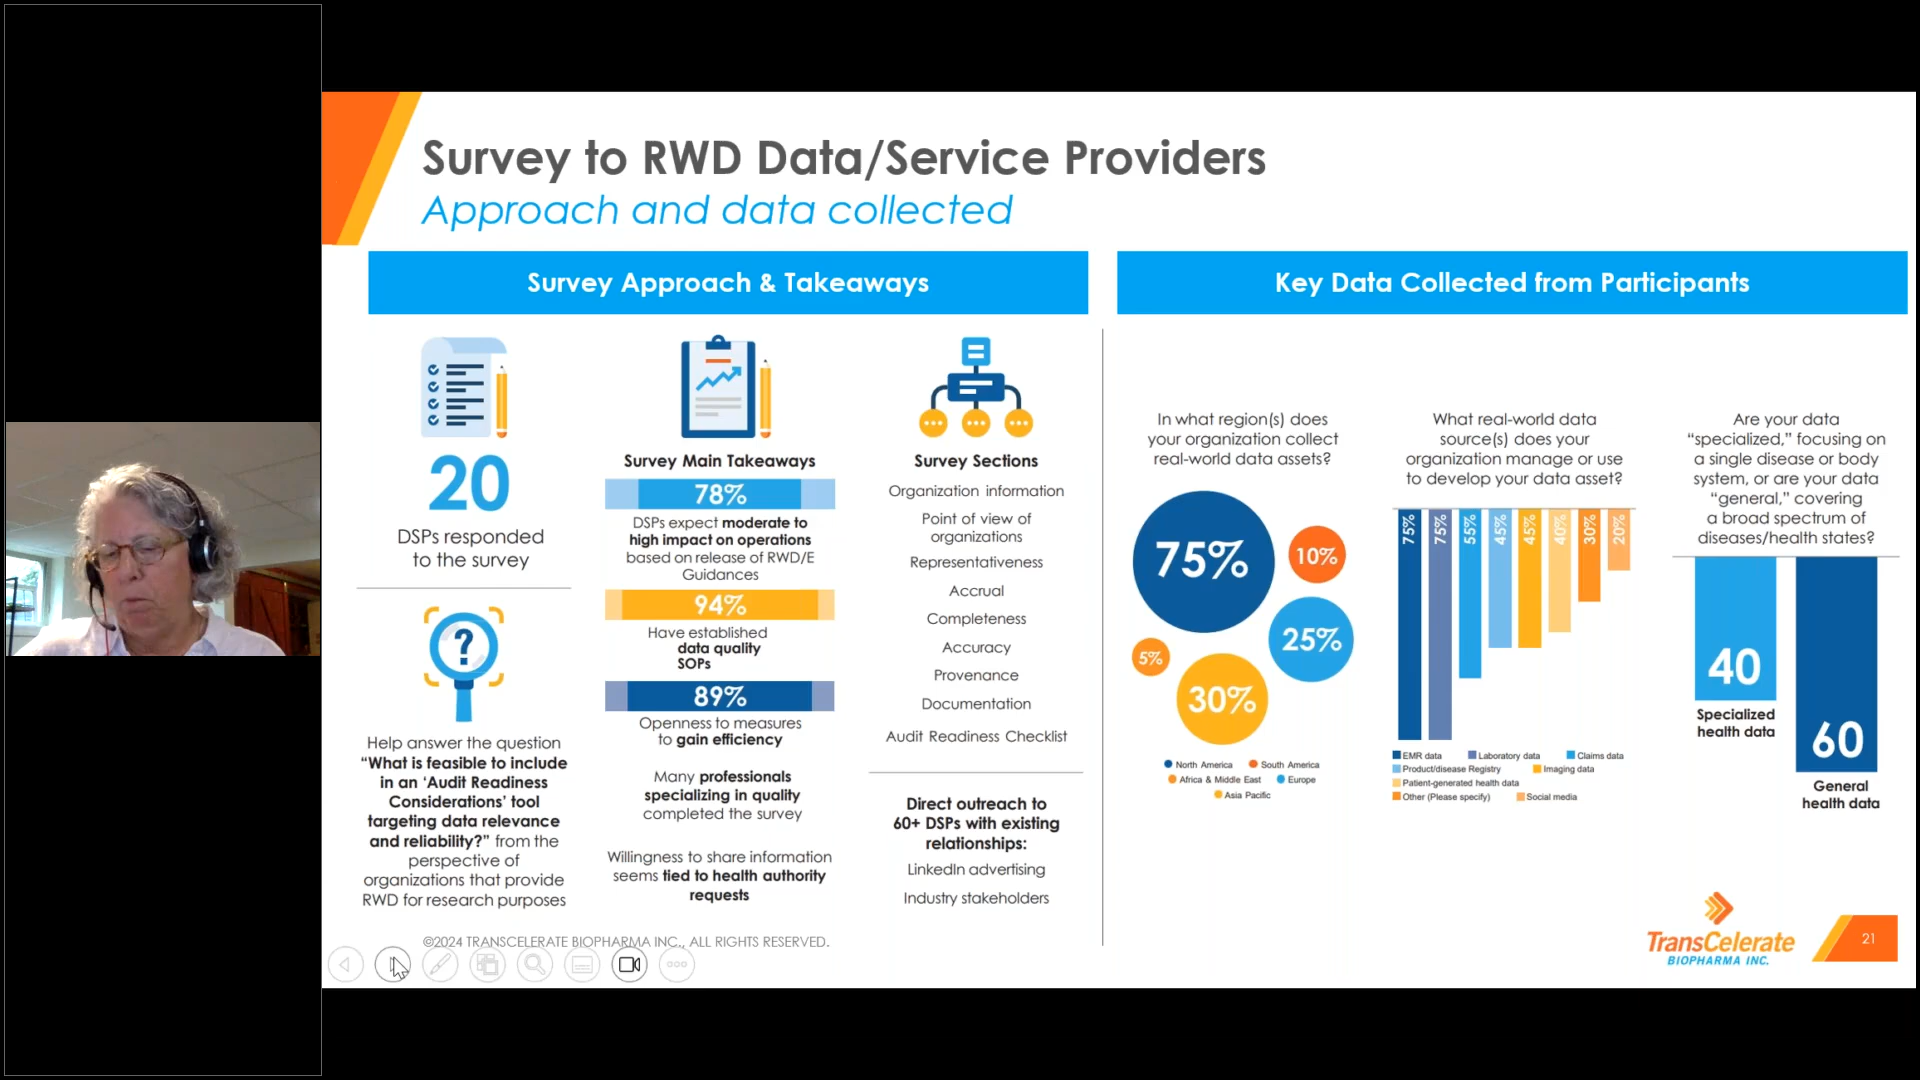 Survey to RWD Data/Service Providers
Approach and data collected
Survey Approach & Takeaways
20
DSPs responded
to the survey
?
Help answer the question
“What is feasible to include
in an ‘Audit Readiness
Considerations’ tool
targeting data relevance
and reliability?” from the
perspective of
organizations that provide
RWD for research purposes
Survey Main Takeaways
78%
DSPs expect moderate to
high impact on operations
based on release of RWD/E
Guidances
94%
Have established
data quality
SOPs
89%
Openness to measures
to gain efficiency
Many professionals
specializing in quality
completed the survey
Willingness to share information
seems tied to health authority
requests
Survey Sections
Organization information
Point of view of
organizations
Representativeness
Accrual
Completeness
Accuracy
Provenance
Documentation
Audit Readiness Checklist
Direct outreach to
60+ DSPs with existing
relationships:
LinkedIn advertising
Industry stakeholders
Key Data Collected from Participants
In what region(s) does
your organization collect
real-world data assets?
75%
10%
25%
5%
30%
North America South America
Africa & Middle East Europe
Asia Pacific
What real-world data
source(s) does your
organization manage or use
to develop your data asset?
75% 75% 55% 45% 45% 40% 30% 20%
EMR data Laboratory data Claims data
Product/disease Registry Imaging data
Patient-generated health data
Other (Please specify) Social media
Are your data
“specialized,” focusing on
a single disease or body
system, or are your data
“general,” covering
a broad spectrum of
diseases/health states?
40
Specialized
health data
60
General
health data
©2024 TRANSCELERATE BIOPHARMA INC., ALL RIGHTS RESERVED.
TransCelerate
BIOPHARMA INC.
21